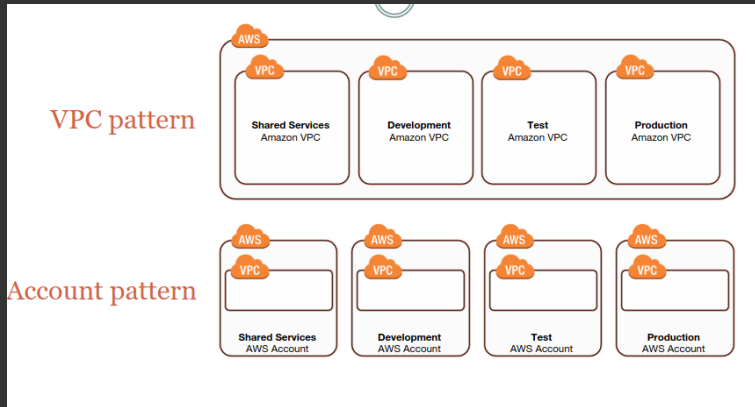 AWS
VPC VPC VPC VPC
VPC pattern
Shared Services Development Test Production
Amazon VPC Amazon VPC Amazon VPC Amazon VPC
AWS AWS AWS AWS
VPC VPC VPC VPC
Account pattern
Shared Services Development Test Production
AWS Account AWS Account AWS Account AWS Account